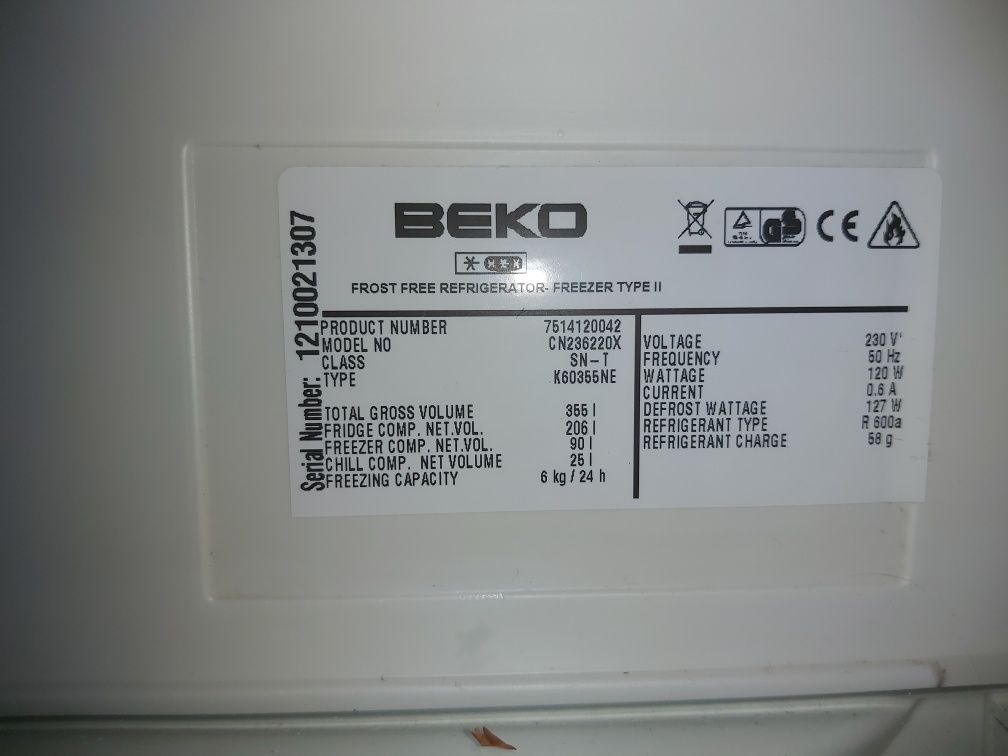 BEKO
FROST FREE REFRIGERATOR- FREEZER TYPE II
Serial Number: 1210021307
PRODUCT NUMBER 7514120042
MODEL NO CN236220X
CLASS SN-T
TYPE K60355NE
TOTAL GROSS VOLUME 355 l
FRIDGE COMP. NET.VOL. 206 l
FREEZER COMP. NET.VOL. 90 l
CHILL COMP. NET VOLUME 25 l
FREEZING CAPACITY 6 kg / 24 h
VOLTAGE 230 V
FREQUENCY 50 Hz
WATTAGE 120 W
CURRENT 0.6 A
DEFROST WATTAGE 127 W
REFRIGERANT TYPE R 600a
REFRIGERANT CHARGE 58 g
GS
CE